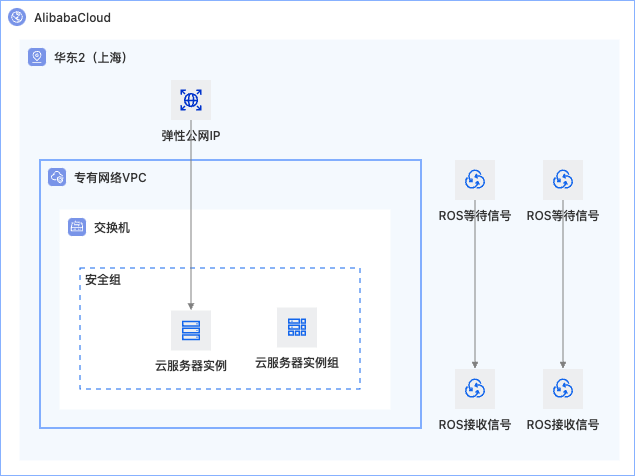 AlibabaCloud
华东2（上海）
弹性公网IP
专有网络VPC
交换机
安全组
云服务器实例
云服务器实例组
ROS等待信号
ROS等待信号
ROS接收信号
ROS接收信号